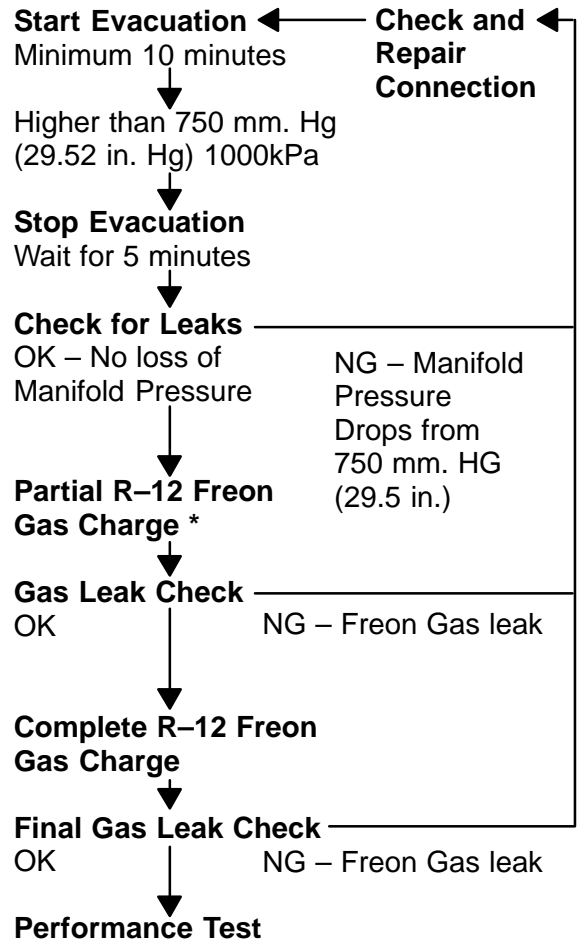 Start Evacuation
Minimum 10 minutes
Check and
Repair
Connection
Higher than 750 mm. Hg
(29.52 in. Hg) 1000kPa
Stop Evacuation
Wait for 5 minutes
Check for Leaks
OK – No loss of
Manifold Pressure
NG – Manifold
Pressure
Drops from
750 mm. HG
(29.5 in.)
Partial R–12 Freon
Gas Charge *
Gas Leak Check
OK
NG – Freon Gas leak
Complete R–12 Freon
Gas Charge
Final Gas Leak Check
OK
NG – Freon Gas leak
Performance Test